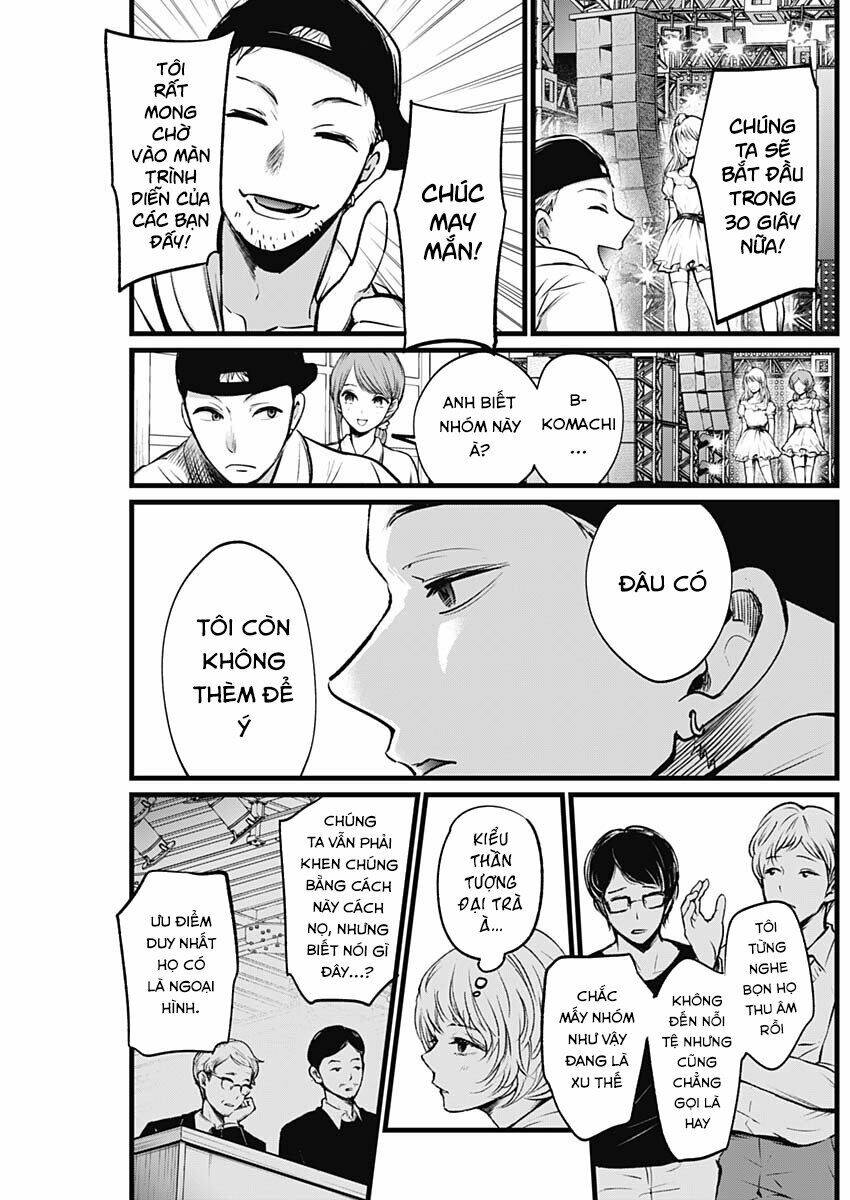 CHÚNG
TA SẼ
BẮT ĐẦU
TRONG
30 GIÂY
NỮA!
CHÚC
MAY
MẮN!
TÔI
RẤT
MONG
CHỜ
VÀO MÀN
TRÌNH
DIỄN CỦA
CÁC BẠN
ĐẤY!
B-
KOMACHI
...
ANH BIẾT
NHÓM NÀY
À?
ĐÂU CÓ
TÔI CÒN
KHÔNG
THÈM ĐỂ
Ý
TÔI
TỪNG
NGHE
BỌN HỌ
THU ÂM
RỒI
KHÔNG
ĐẾN NỖI
TỆ NHƯNG
CŨNG
CHẲNG
GỌI LÀ
HAY
CHẮC
MẤY NHÓM
NHƯ VẬY
ĐANG LÀ
XU THẾ
KIỂU
THẦN
TƯỢNG
ĐẠI TRÀ
À...
CHÚNG
TA VẪN PHẢI
KHEN CHÚNG
BẰNG CÁCH
NÀY CÁCH
NỌ, NHƯNG
BIẾT NÓI GÌ
ĐÂY...?
ƯU ĐIỂM
DUY NHẤT
HỌ CÓ
LÀ NGOẠI
HÌNH.